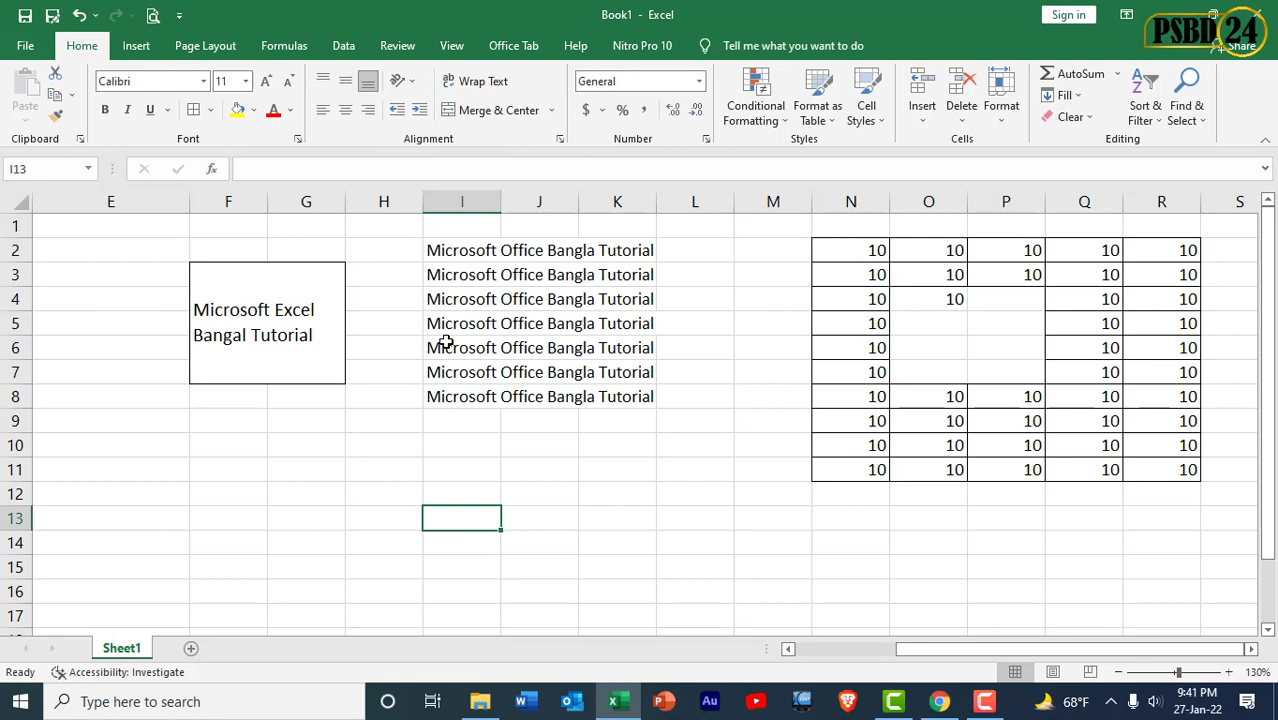 Book1 - Excel
Sign in
PSBD 24
File Home Insert Page Layout Formulas Data Review View Office Tab Help Nitro Pro 10 Tell me what you want to do Share
Paste
Calibri 11
B I U
Wrap Text
Merge & Center
General
$ % ,
Conditional Formatting
Format as Table
Cell Styles
Insert Delete Format
AutoSum
Fill
Clear
Sort & Filter
Find & Select
Clipboard Font Alignment Number Styles Cells Editing
I13 fx
E F G H I J K L M N O P Q R S
1
2 Microsoft Office Bangla Tutorial 10 10 10 10 10
3 Microsoft Office Bangla Tutorial 10 10 10 10 10
Microsoft Excel
Bangal Tutorial
4 Microsoft Office Bangla Tutorial 10 10 10 10
5 Microsoft Office Bangla Tutorial 10 10 10
6 Microsoft Office Bangla Tutorial 10 10 10
7 Microsoft Office Bangla Tutorial 10 10 10
8 Microsoft Office Bangla Tutorial 10 10 10 10 10
9 10 10 10 10 10
10 10 10 10 10 10
11 10 10 10 10 10
12
13
14
15
16
17
Sheet1
Ready Accessibility: Investigate 130%
Type here to search
68°F
9:41 PM
27-Jan-22